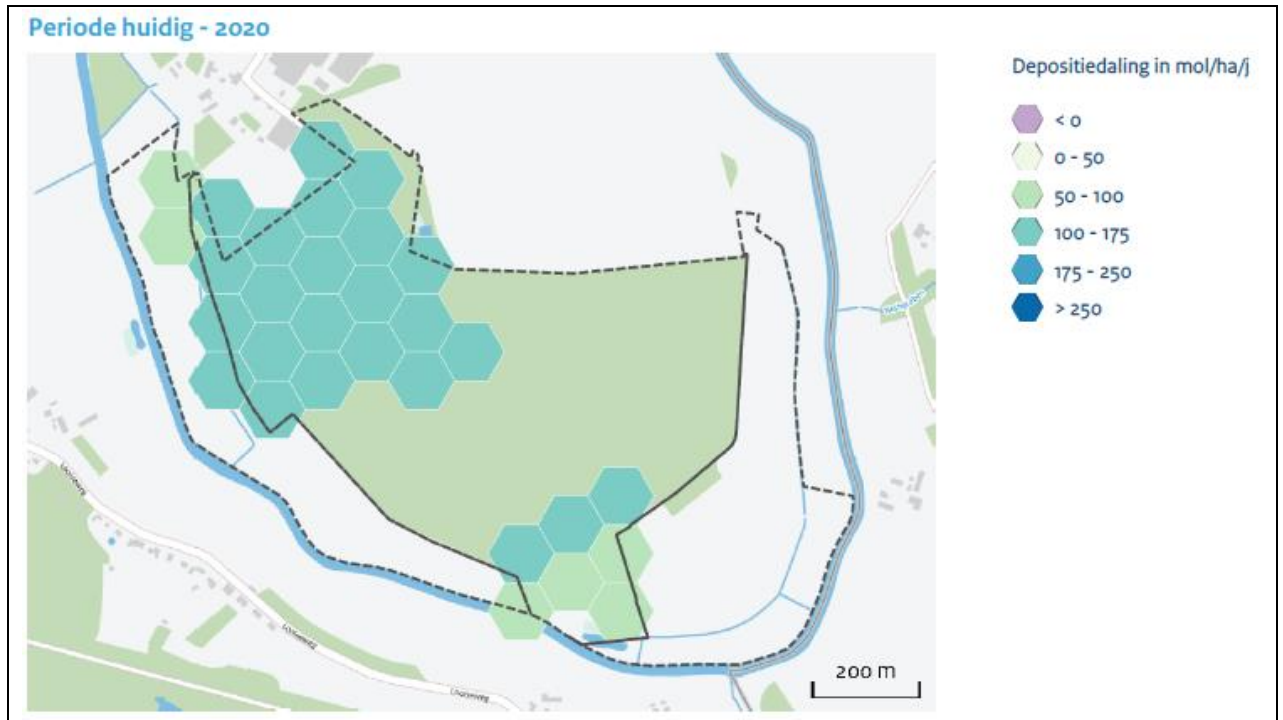 Periode huidig - 2020
Depositiedaling in mol/ha/j
< 0
0 - 50
50 - 100
100 - 175
175 - 250
> 250
200 m